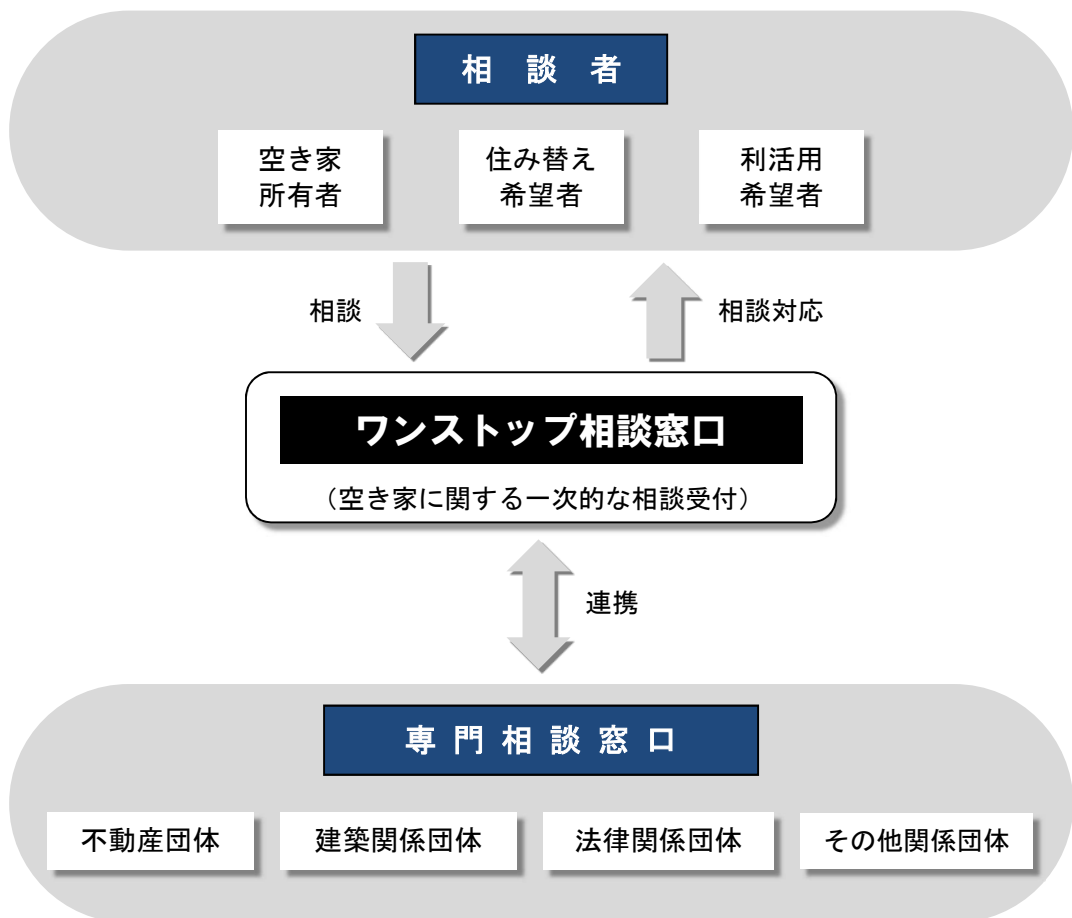 相談者
空き家
所有者
住み替え
希望者
利活用
希望者
相談
相談対応
ワンストップ相談窓口
（空き家に関する一次的な相談受付）
連携
専門相談窓口
不動産団体
建築関係団体
法律関係団体
その他関係団体